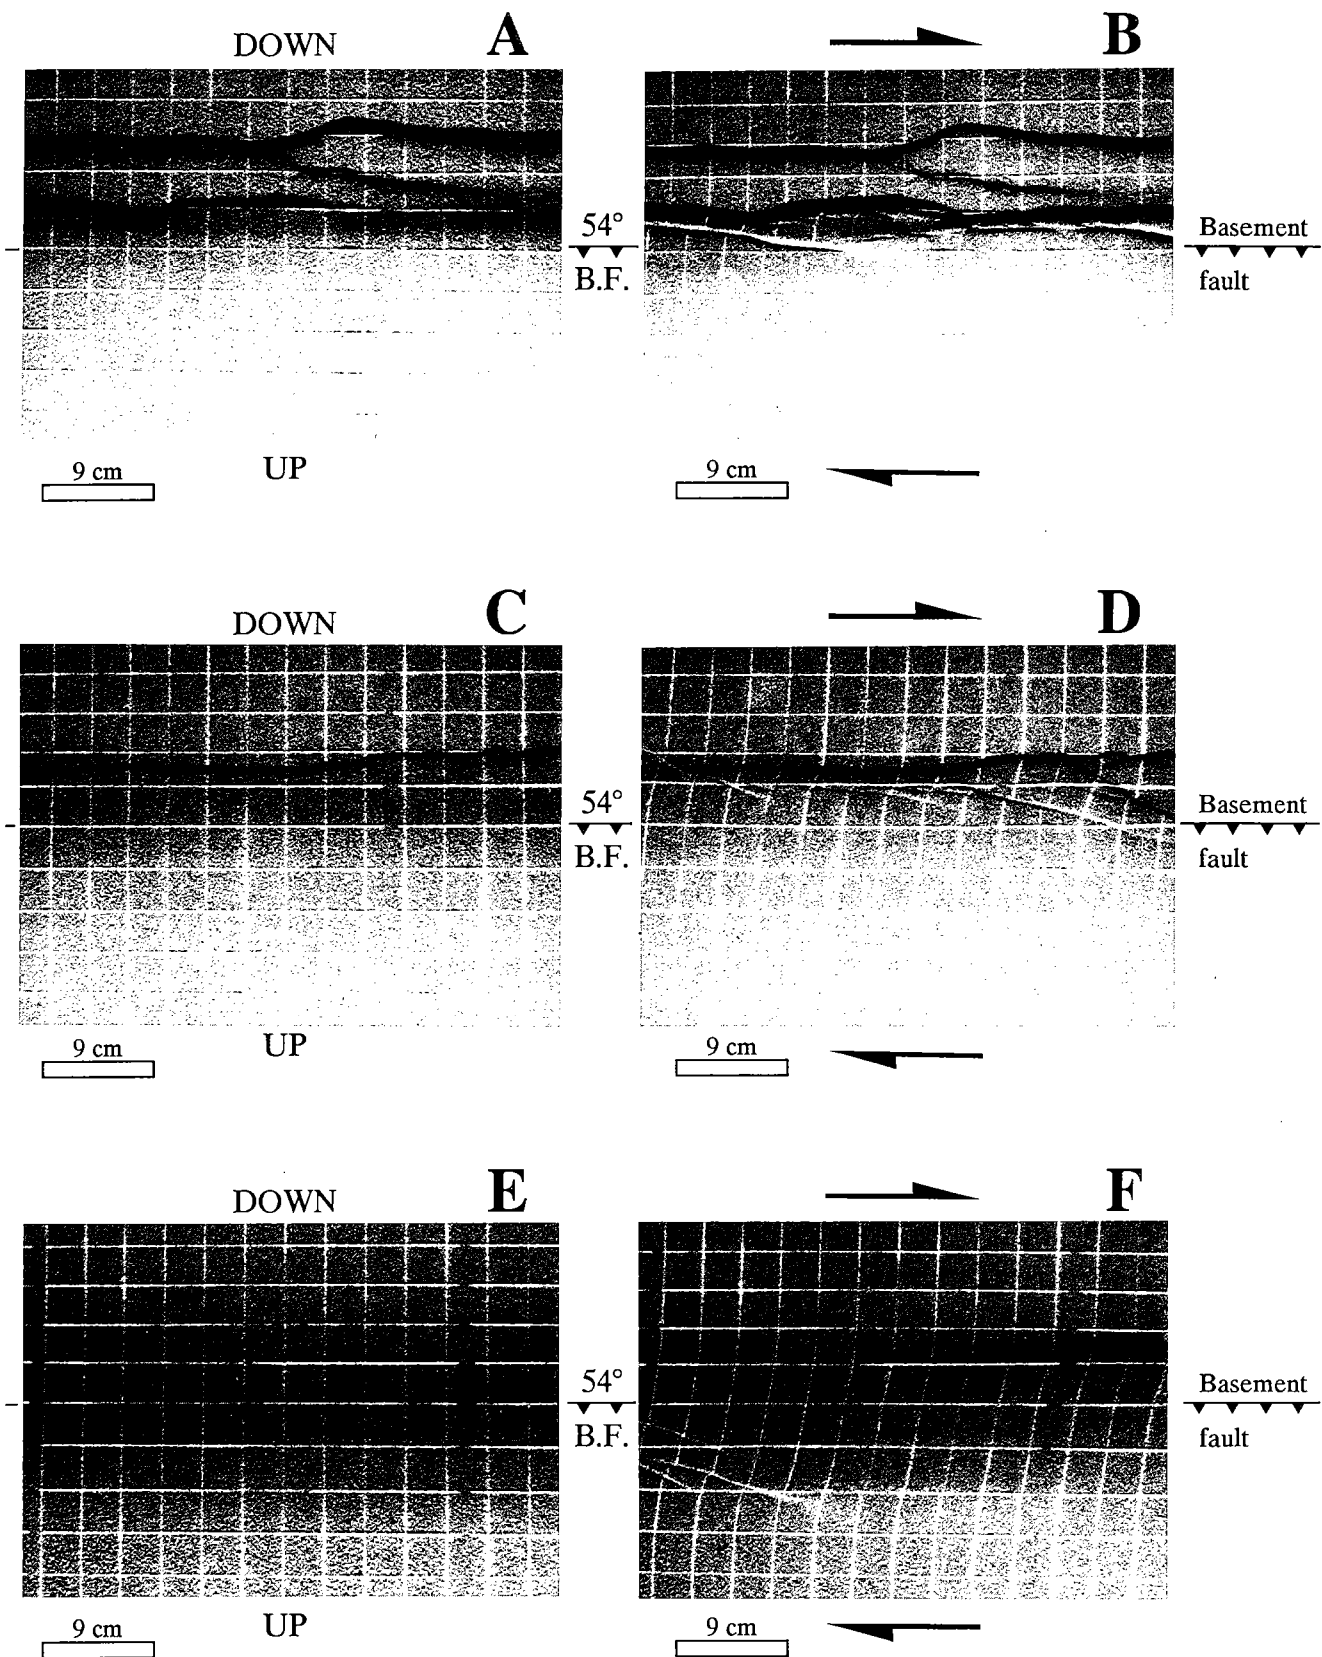 DOWN A
B
54°
B.F.
Basement
fault
9 cm UP
9 cm
DOWN C
D
54°
B.F.
Basement
fault
9 cm UP
9 cm
DOWN E
F
54°
B.F.
Basement
fault
9 cm UP
9 cm